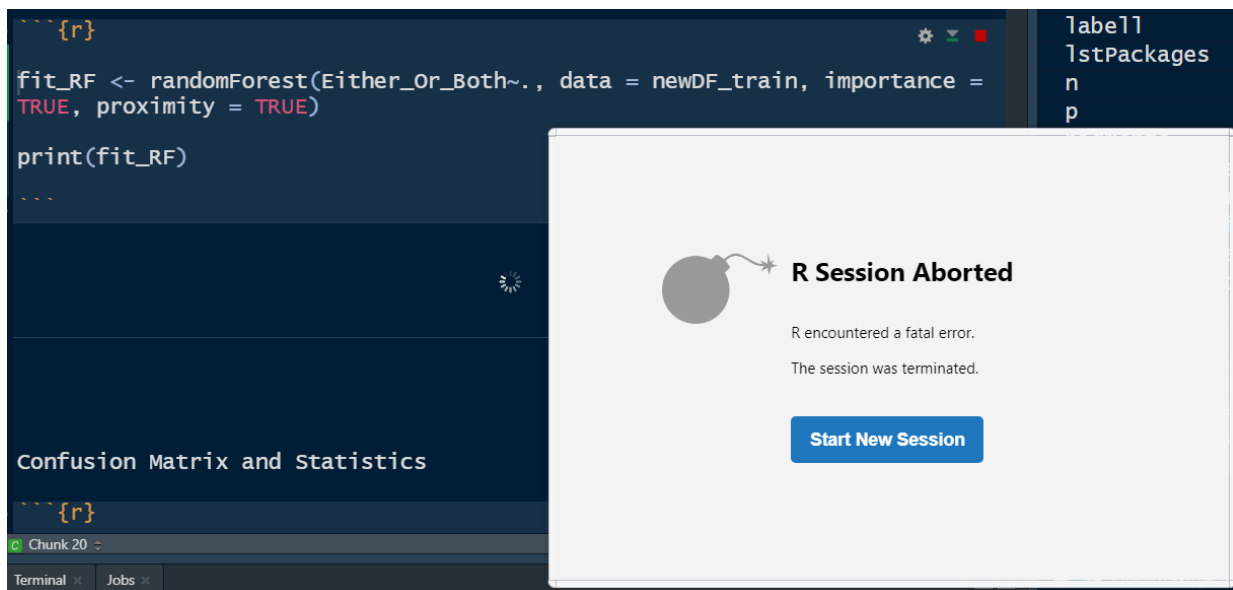 ```{r}
fit_RF <- randomForest(Either_Or_Both~., data = newDF_train, importance =
TRUE, proximity = TRUE)
print(fit_RF)
```
Confusion Matrix and Statistics
```{r}
C Chunk 20
Terminal × Jobs ×
labell
lstPackages
n
p
R Session Aborted
R encountered a fatal error.
The session was terminated.
Start New Session